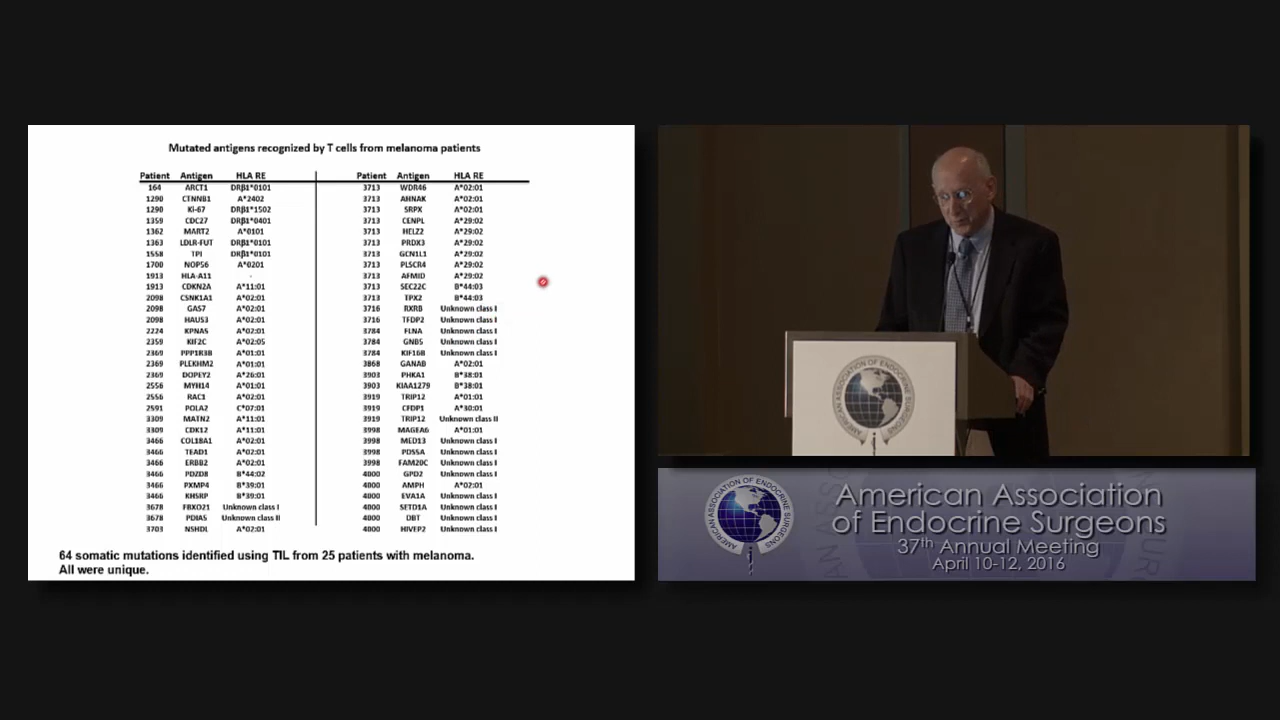 Mutated antigens recognized by T cells from melanoma patients
Patient Antigen HLA RE Patient Antigen HLA RE
164 ARCT1 DRβ1*0101 3713 WDR46 A*02:01
1290 CTNNB1 A*2402 3713 AHNAK A*02:01
1290 Ki-67 DRβ1*1502 3713 SRPX A*02:01
1359 CDC27 DRβ1*0401 3713 CENPL A*29:02
1362 MART2 A*0101 3713 HELZ2 A*29:02
1363 LDLR-FUT DRβ1*0101 3713 PRDX3 A*29:02
1558 TPI DRβ1*0101 3713 GCN1L1 A*29:02
1700 NOP56 A*0201 3713 PLSCR4 A*29:02
1913 HLA-A11 - 3713 AFMID A*29:02
1913 CDKN2A A*11:01 3713 SEC22C B*44:03
2098 CSNK1A1 A*02:01 3713 TPX2 B*44:03
2098 GAS7 A*02:01 3716 RXRB Unknown class I
2098 HAUS3 A*02:01 3716 TFDP2 Unknown class I
2224 KPNA5 A*02:01 3784 FLNA Unknown class I
2359 KIF2C A*02:05 3784 GNB5 Unknown class I
2369 PPP1R3B A*01:01 3784 KIF16B Unknown class I
2369 PLEKHM2 A*01:01 3868 GANAB A*02:01
2369 DOPEY2 A*26:01 3903 PHKA1 B*38:01
2556 MYH14 A*01:01 3903 KIAA1279 B*38:01
2556 RAC1 A*02:01 3919 TRIP12 A*01:01
2591 POLA2 C*07:01 3919 CFDP1 A*30:01
3309 MATN2 A*11:01 3919 TRIP12 Unknown class II
3309 CDK12 A*11:01 3998 MAGEA6 A*01:01
3466 COL18A1 A*02:01 3998 MED13 Unknown class I
3466 TEAD1 A*02:01 3998 PDS5A Unknown class I
3466 ERBB2 A*02:01 3998 FAM20C Unknown class I
3466 PDZD8 B*44:02 4000 GPD2 Unknown class I
3466 PXMP4 B*39:01 4000 AMPH A*02:01
3466 KHSRP B*39:01 4000 EVA1A Unknown class I
3678 FBXO21 Unknown class I 4000 SETD1A Unknown class I
3678 PDIA5 Unknown class II 4000 DBT Unknown class I
3703 NSHDL A*02:01 4000 HIVEP2 Unknown class I
64 somatic mutations identified using TIL from 25 patients with melanoma.
All were unique.
AMERICAN ASSOCIATION OF ENDOCRINE SURGEONS
AMERICAN ASSOCIATION OF ENDOCRINE SURGEONS
American Association
of Endocrine Surgeons
37th Annual Meeting
April 10-12, 2016